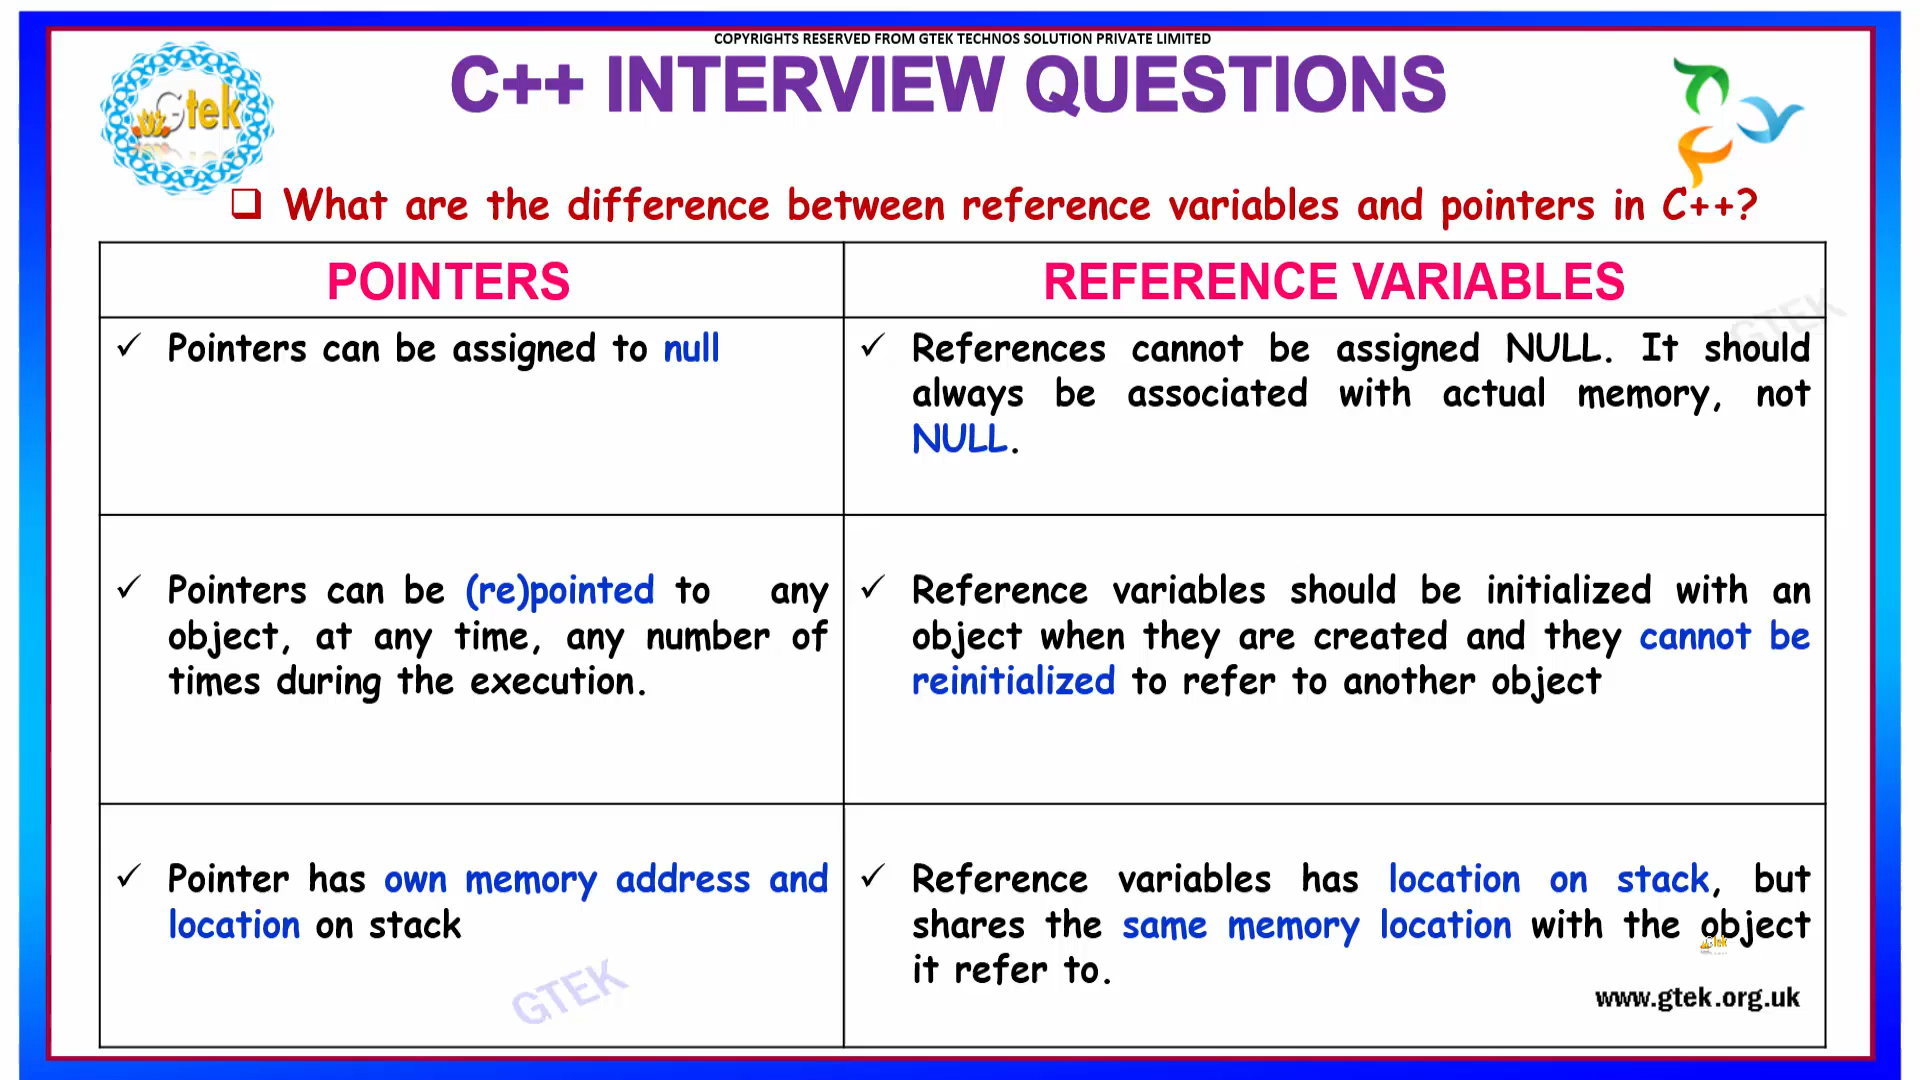 COPYRIGHTS RESERVED FROM GTEK TECHNOS SOLUTION PRIVATE LIMITED
C++ INTERVIEW QUESTIONS
Gtek
What are the difference between reference variables and pointers in C++?
POINTERS
REFERENCE VARIABLES
GTEK
✓ Pointers can be assigned to null
✓ References cannot be assigned NULL. It should
always be associated with actual memory, not
NULL.
✓ Pointers can be (re)pointed to any
object, at any time, any number of
times during the execution.
✓ Reference variables should be initialized with an
object when they are created and they cannot be
reinitialized to refer to another object
✓ Pointer has own memory address and
location on stack
✓ Reference variables has location on stack, but
shares the same memory location with the object
it refer to.
Gtek
GTEK
www.gtek.org.uk